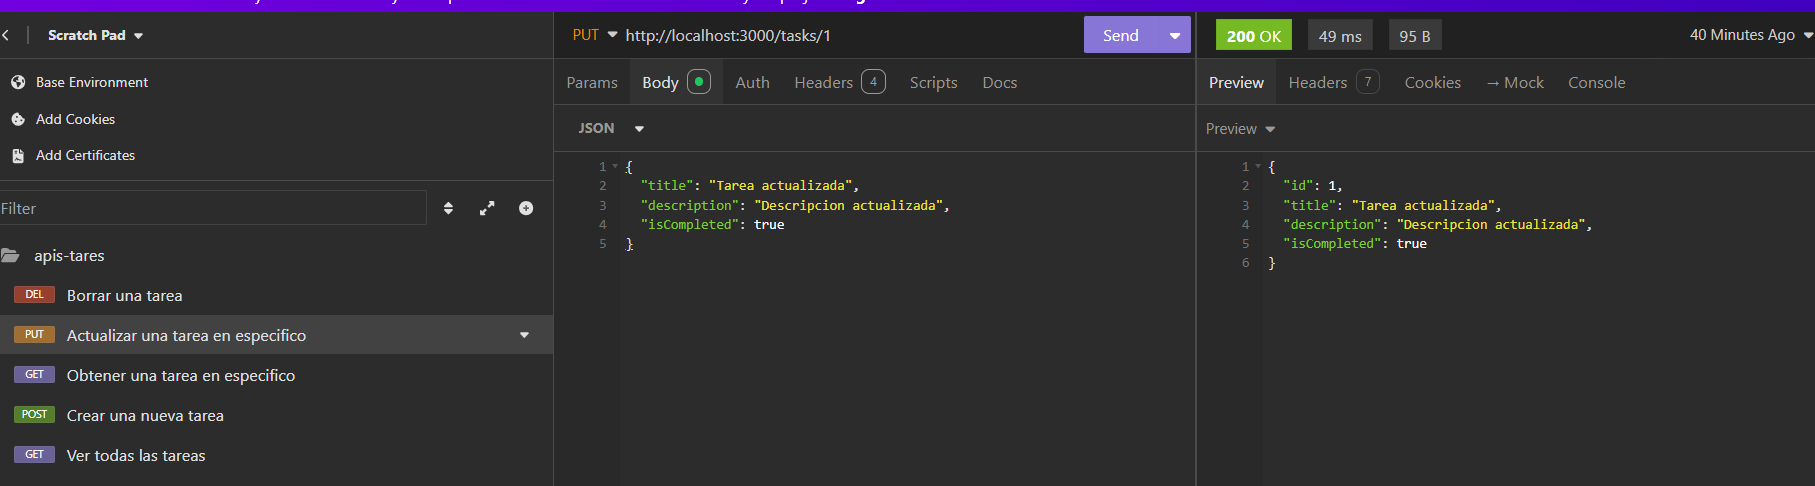 Scratch Pad
Base Environment
Add Cookies
Add Certificates
Filter
apis-tares
DEL Borrar una tarea
PUT Actualizar una tarea en especifico
GET Obtener una tarea en especifico
POST Crear una nueva tarea
GET Ver todas las tareas
PUT http://localhost:3000/tasks/1 Send
Params Body Auth Headers 4 Scripts Docs
JSON
1 {
2 "title": "Tarea actualizada",
3 "description": "Descripcion actualizada",
4 "isCompleted": true
5 }
200 OK 49 ms 95 B 40 Minutes Ago
Preview Headers 7 Cookies → Mock Console
Preview
1 {
2 "id": 1,
3 "title": "Tarea actualizada",
4 "description": "Descripcion actualizada",
5 "isCompleted": true
6 }